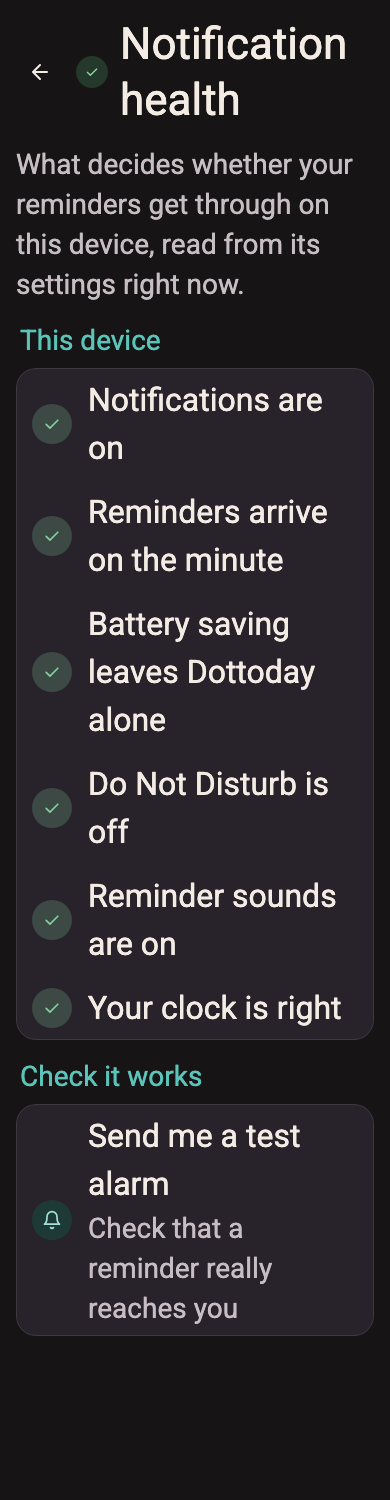 Notification
health
What decides whether your
reminders get through on
this device, read from its
settings right now.
This device
Notifications are
on
Reminders arrive
on the minute
Battery saving
leaves Dottoday
alone
Do Not Disturb is
off
Reminder sounds
are on
Your clock is right
Check it works
Send me a test
alarm
Check that a
reminder really
reaches you